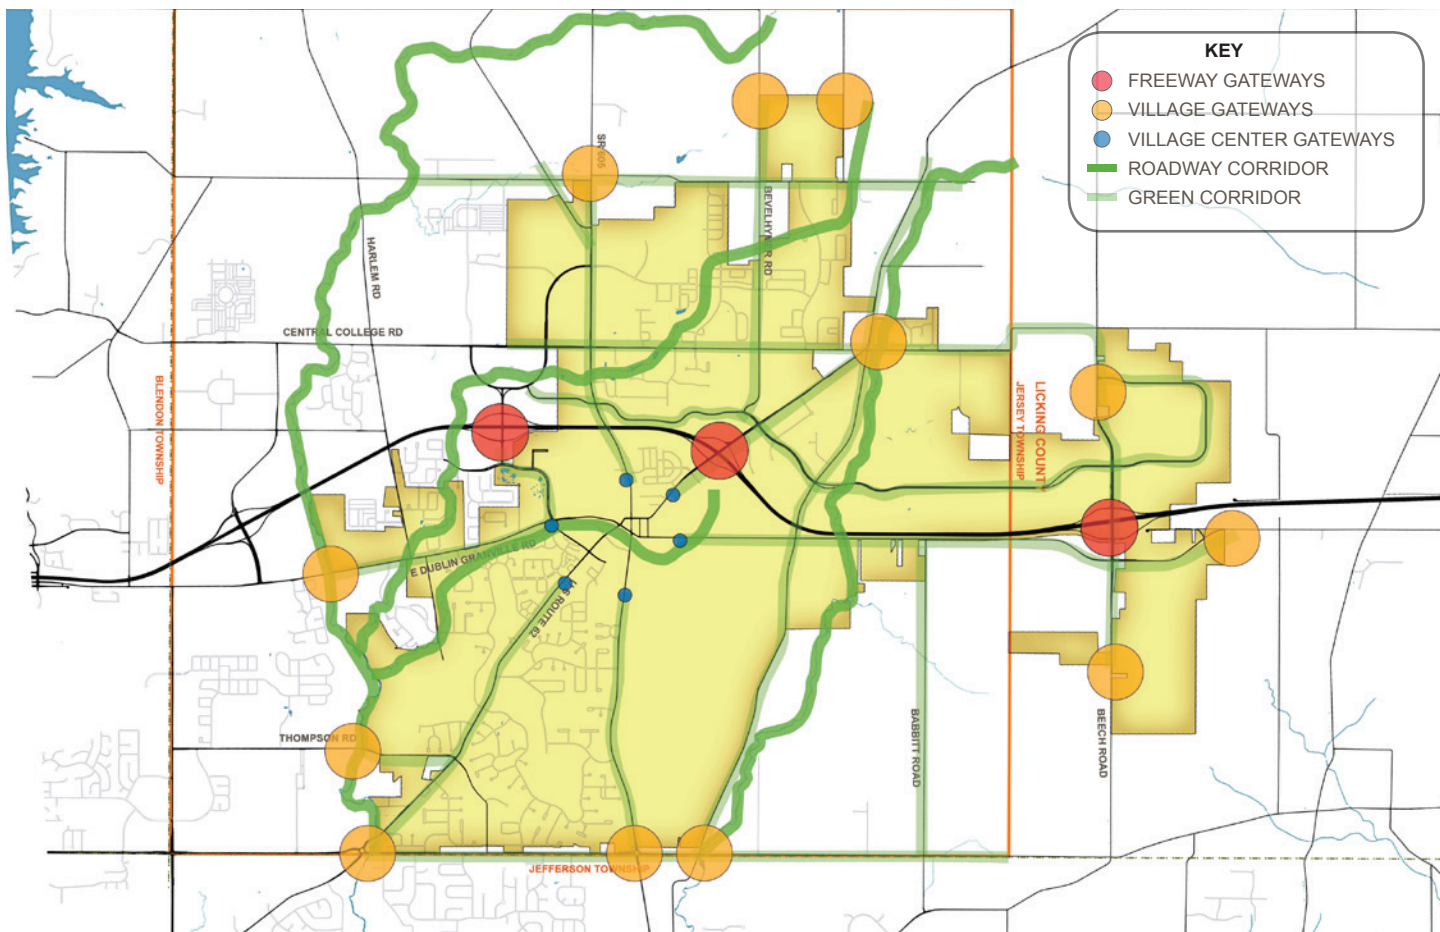 KEY
FREEWAY GATEWAYS
VILLAGE GATEWAYS
VILLAGE CENTER GATEWAYS
ROADWAY CORRIDOR
GREEN CORRIDOR
SR 605
BEVELHYMER RD
HARLEM RD
CENTRAL COLLEGE RD
BLENDON TOWNSHIP
LICKING COUNTY
JERSEY TOWNSHIP
E DUBLIN GRANVILLE RD
US ROUTE 62
THOMPSON RD
BABBITT ROAD
BEECH ROAD
JEFFERSON TOWNSHIP